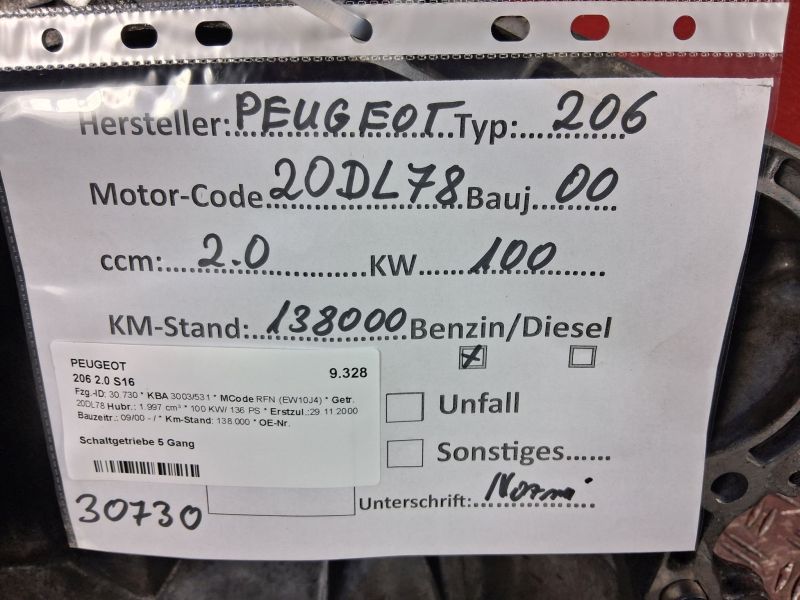 Hersteller: PEUGEOT Typ: 206
Motor-Code 20DL78 Bauj. 00
ccm: 2.0 KW 100
KM-Stand: 138000 Benzin/Diesel
PEUGEOT
206 2.0 S16 9.328
Fzg.-ID: 30.730 * KBA 3003/531 * MCode RFN (EW10J4) * Getr.
20DL78 Hubr.: 1.997 cm³ * 100 KW/ 136 PS * Erstzul.:29 11 2000
Bauzeitr.: 09/00 - / * Km-Stand: 138.000 * OE-Nr.
Schaltgetriebe 5 Gang
Unfall
Sonstiges......
30730
Unterschrift: